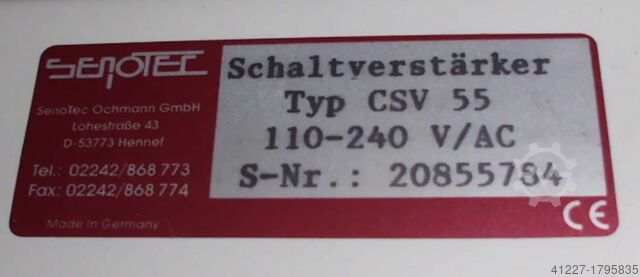 SENOTEC
SenoTec Ochmann GmbH
Lohestraße 43
D-53773 Hennef
Tel.: 02242/868 773
Fax: 02242/868 774
Made in Germany
Schaltverstärker
Typ CSV 55
110-240 V/AC
S-Nr.: 20855784
CE
41227-1795835